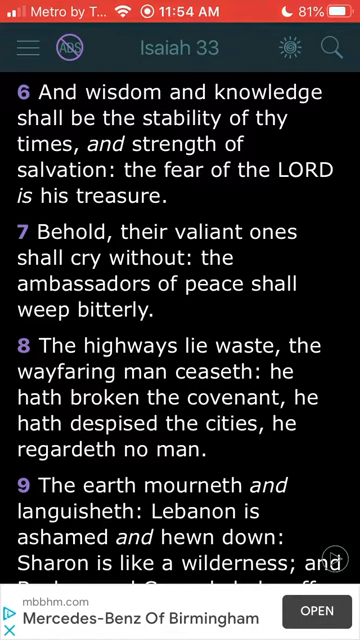 Metro by T... 11:54 AM 81%
ADS Isaiah 33
6 And wisdom and knowledge
shall be the stability of thy
times, and strength of
salvation: the fear of the LORD
is his treasure.
7 Behold, their valiant ones
shall cry without: the
ambassadors of peace shall
weep bitterly.
8 The highways lie waste, the
wayfaring man ceaseth: he
hath broken the covenant, he
hath despised the cities, he
regardeth no man.
9 The earth mourneth and
languisheth: Lebanon is
ashamed and hewn down:
Sharon is like a wilderness; and
mbbhm.com
Mercedes-Benz Of Birmingham
OPEN